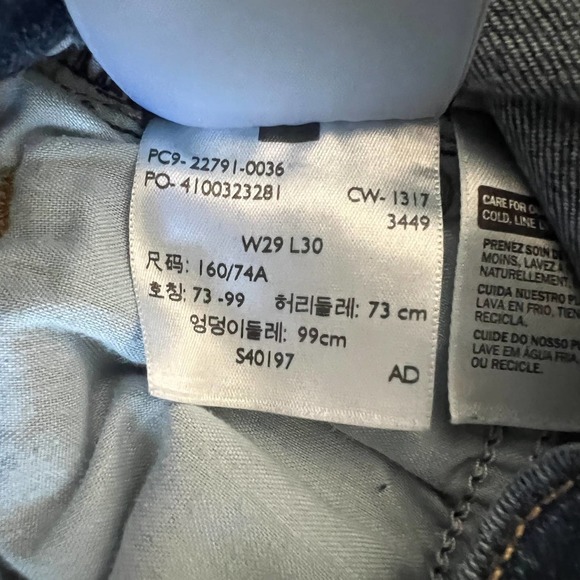 PC9-22791-0036
PO-4100323281 CW-1317
3449
W29 L30
尺码: 160/74A
호칭: 73-99 허리둘레: 73 cm
엉덩이둘레: 99cm
S40197
AD
CARE FOR
COLD, LINE
PRENEZ SOIN
MOINS, LAVEZ À
NATURELLEMENT,
CUIDA NUESTRO
LAVA EN FRIO,
RECICLA.
CUIDE DO NOSSO
LAVE EM ÁGUA FRIA
OU RECICLE.